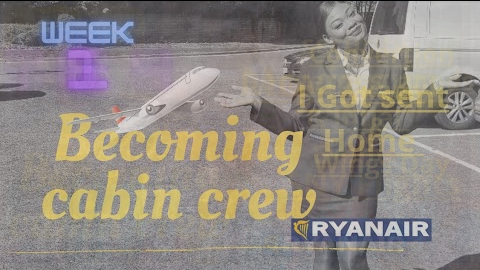 WEEK
1
I Got sent
Home
Becoming
cabin crew
RYANAIR